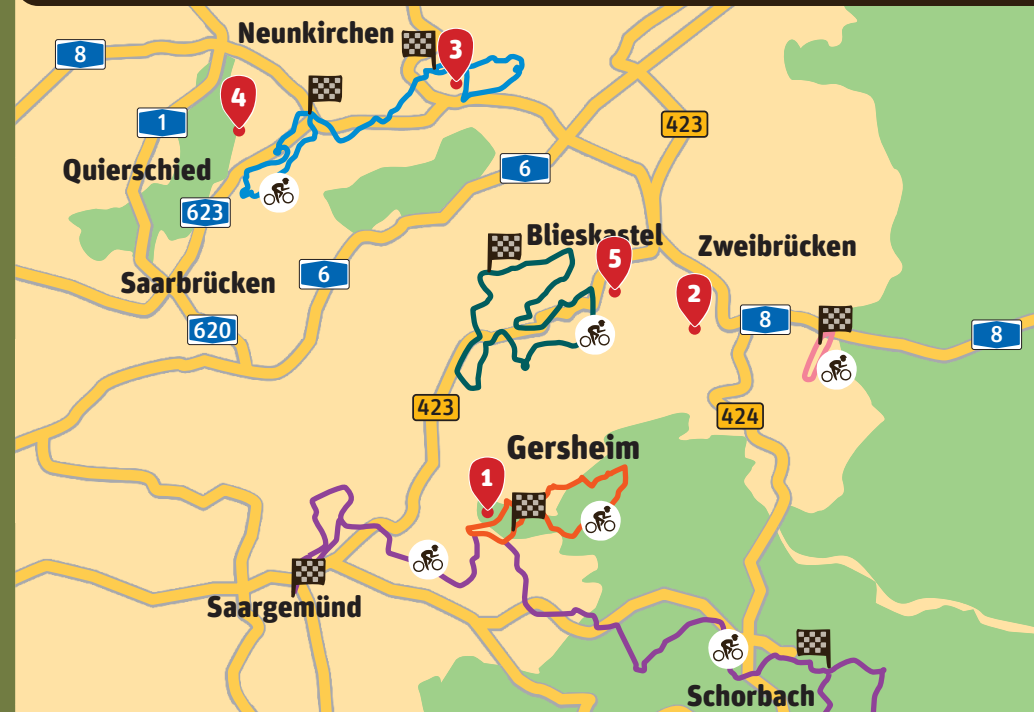 Neunkirchen
3
8
4
1
423
Quierschied
6
623
Blieskastel
Zweibrücken
5
Saarbrücken
6
2
620
8
8
423
424
Gersheim
1
Saargemünd
Schorbach